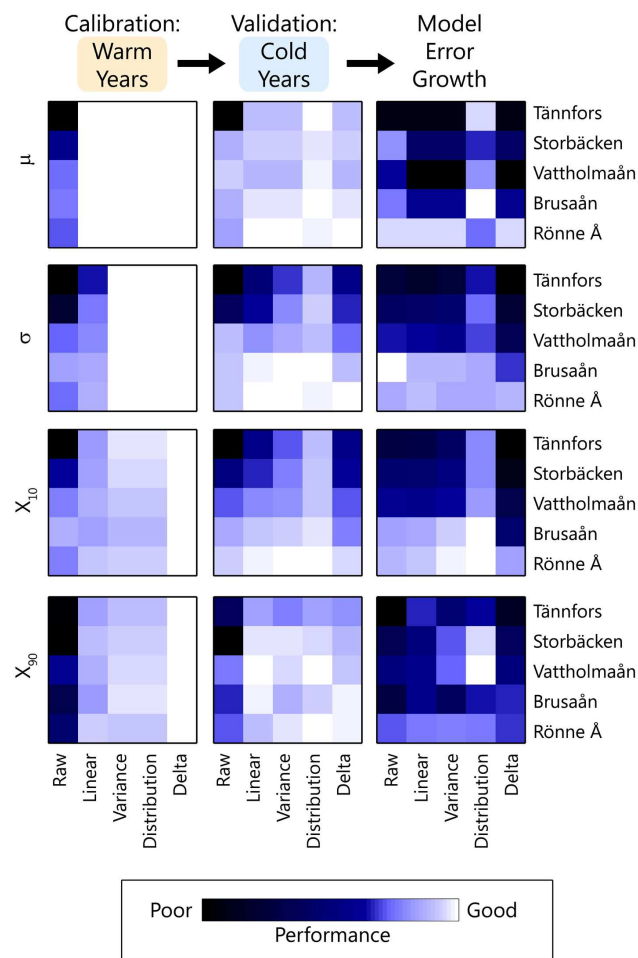 Calibration:
Warm
Years
Validation:
Cold
Years
Model
Error
Growth
μ
Tännfors
Storbäcken
Vattholmaån
Brusaån
Rönne Å
σ
Tännfors
Storbäcken
Vattholmaån
Brusaån
Rönne Å
X10
Tännfors
Storbäcken
Vattholmaån
Brusaån
Rönne Å
X90
Tännfors
Storbäcken
Vattholmaån
Brusaån
Rönne Å
Raw
Linear
Variance
Distribution
Delta
Raw
Linear
Variance
Distribution
Delta
Raw
Linear
Variance
Distribution
Delta
Poor
Good
Performance